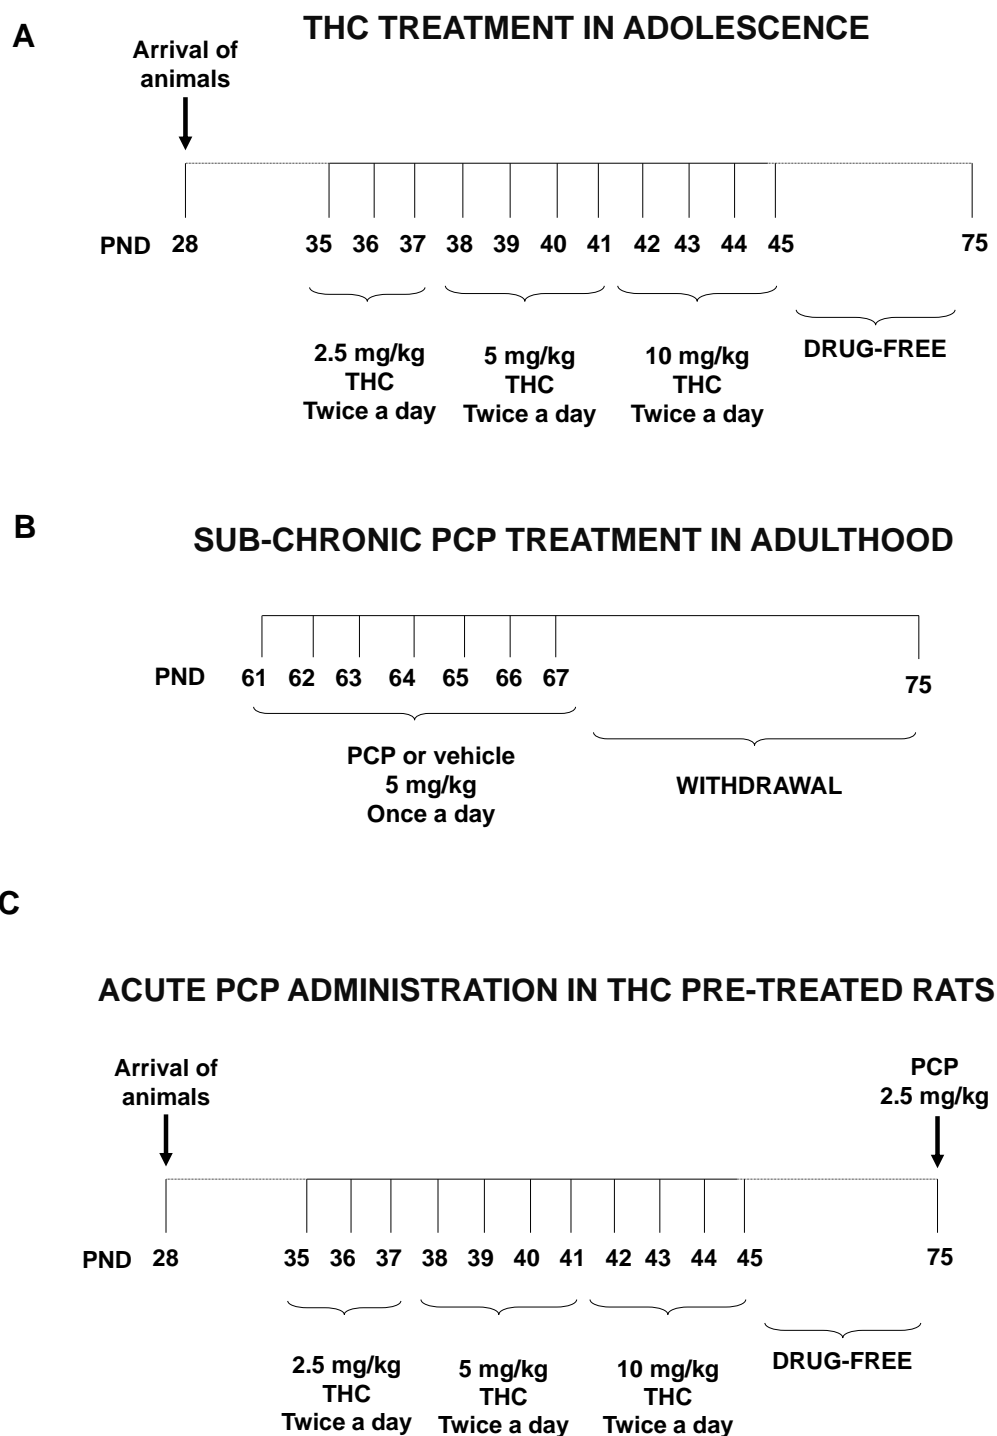 A
THC TREATMENT IN ADOLESCENCE
Arrival of
animals
PND 28 35 36 37 38 39 40 41 42 43 44 45 75
2.5 mg/kg
THC
Twice a day
5 mg/kg
THC
Twice a day
10 mg/kg
THC
Twice a day
DRUG-FREE
B
SUB-CHRONIC PCP TREATMENT IN ADULTHOOD
PND 61 62 63 64 65 66 67 75
PCP or vehicle
5 mg/kg
Once a day
WITHDRAWAL
C
ACUTE PCP ADMINISTRATION IN THC PRE-TREATED RATS
Arrival of
animals
PCP
2.5 mg/kg
PND 28 35 36 37 38 39 40 41 42 43 44 45 75
2.5 mg/kg
THC
Twice a day
5 mg/kg
THC
Twice a day
10 mg/kg
THC
Twice a day
DRUG-FREE